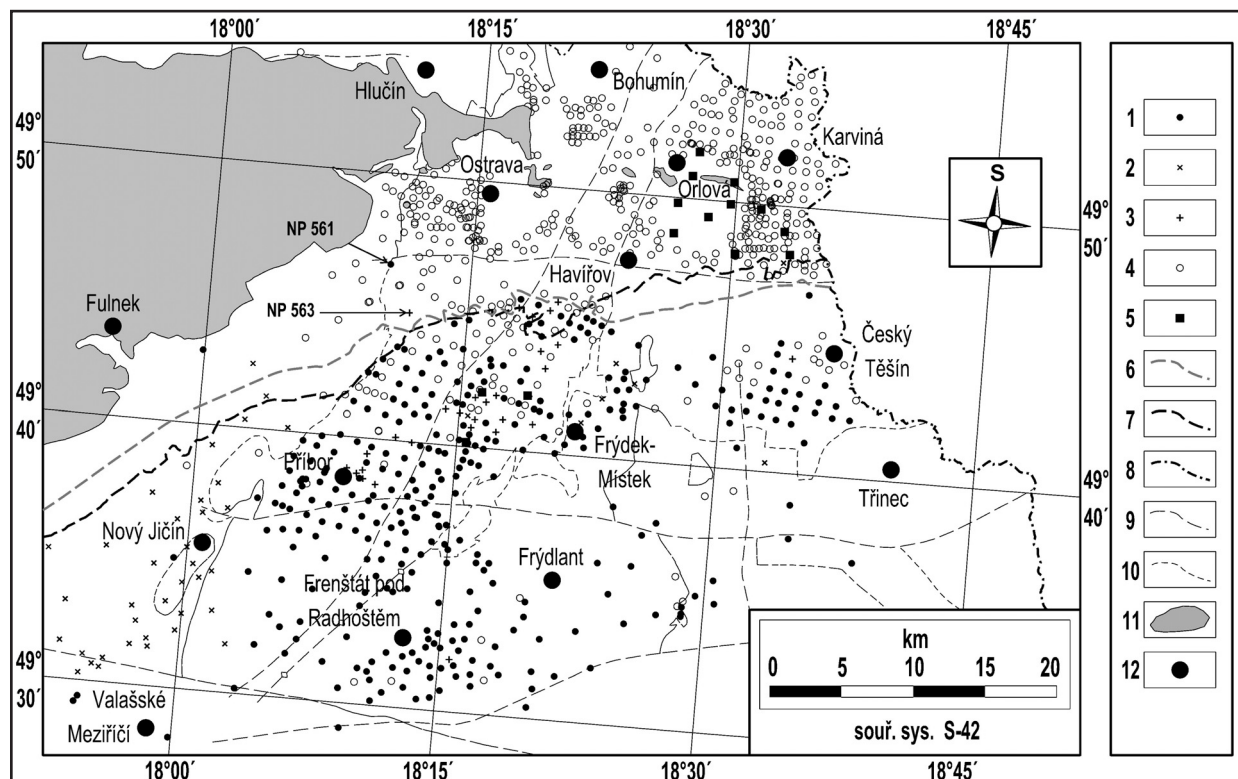 18°00´
18°15´
18°30´
18°45´
Hlučín
Bohumín
49°
50´
Karviná
Ostrava
Orlová
S
49°
50´
NP 561
Havířov
Fulnek
NP 563
Český
Těšín
49°
40´
Frýdek-
Místek
Příbor
Třinec
49°
40´
Nový Jičín
Frýdlant
Frenštát pod
Radhoštěm
49°
30´
Valašské
Meziříčí
km
0 5 10 15 20
souř. sys. S-42
18°00´
18°15´
18°30´
18°45´
1
2
3
4
5
6
7
8
9
10
11
12